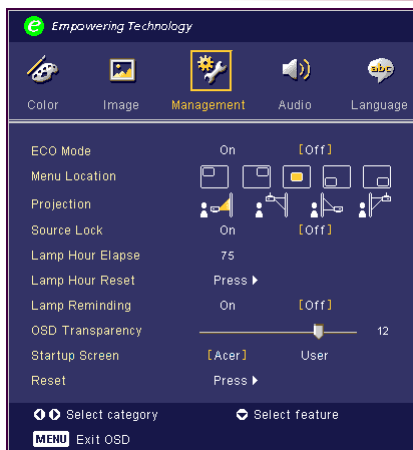 e Empowering Technology
abc
Color Image Management Audio Language
ECO Mode On [Off]
Menu Location
Projection
Source Lock On [Off]
Lamp Hour Elapse 75
Lamp Hour Reset Press
Lamp Reminding On [Off]
OSD Transparency 12
Startup Screen [Acer] User
Reset Press
Select category Select feature
MENU Exit OSD